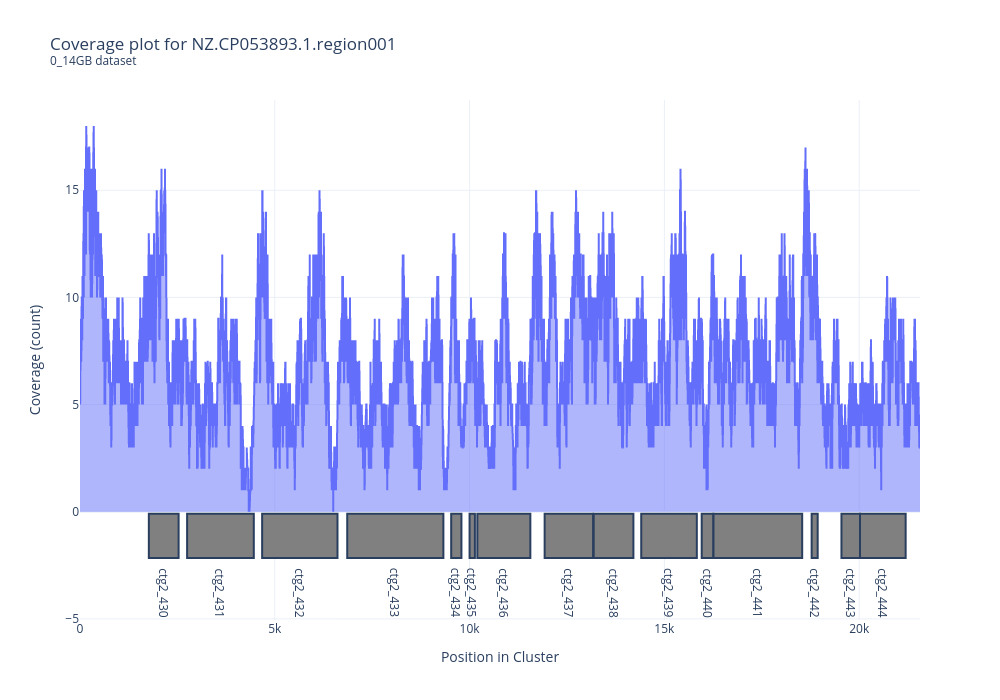 Coverage plot for NZ.CP053893.1.region001
0_14GB dataset
Coverage (count)
15
10
5
0
−5
ctg2_430
ctg2_431
ctg2_432
ctg2_433
ctg2_434
ctg2_435
ctg2_436
ctg2_437
ctg2_438
ctg2_439
ctg2_440
ctg2_441
ctg2_442
ctg2_443
ctg2_444
0
5k
10k
15k
20k
Position in Cluster